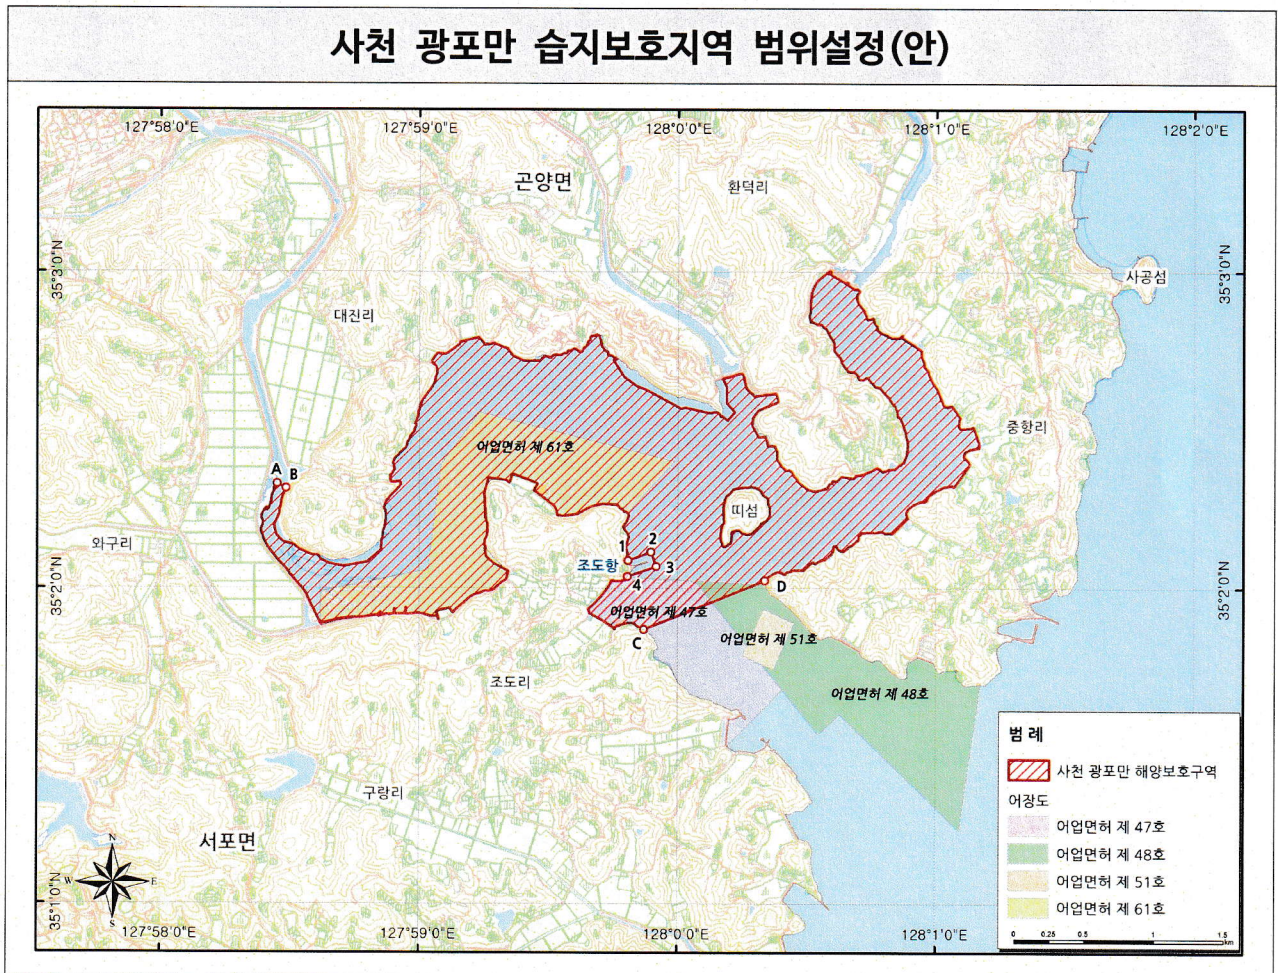 사천 광포만 습지보호지역 범위설정(안)
127°58'0"E
127°59'0"E
128°0'0"E
128°1'0"E
128°2'0"E
곤양면
환덕리
35°3'0"N
35°3'0"N
사공섬
대진리
중항리
어업면허 제 61호
A
B
띠섬
와구리
1
2
조도항
3
4
D
35°2'0"N
35°2'0"N
어업면허 제 47호
C
어업면허 제 51호
조도리
어업면허 제 48호
구랑리
서포면
N
W
E
S
35°1'0"N
범 례
사천 광포만 해양보호구역
어장도
어업면허 제 47호
어업면허 제 48호
어업면허 제 51호
어업면허 제 61호
0 0.25 0.5 1 1.5
km
127°58'0"E
127°59'0"E
128°0'0"E
128°1'0"E